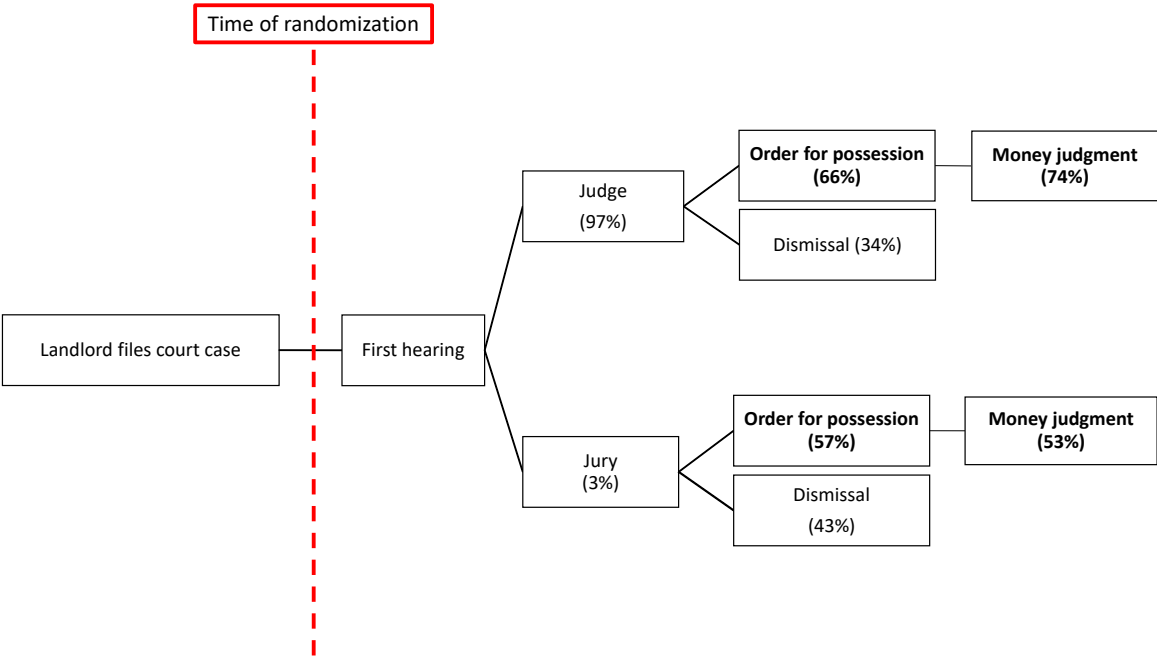 Time of randomization
Landlord files court case
First hearing
Judge
(97%)
Order for possession
(66%)
Money judgment
(74%)
Dismissal (34%)
Jury
(3%)
Order for possession
(57%)
Money judgment
(53%)
Dismissal
(43%)